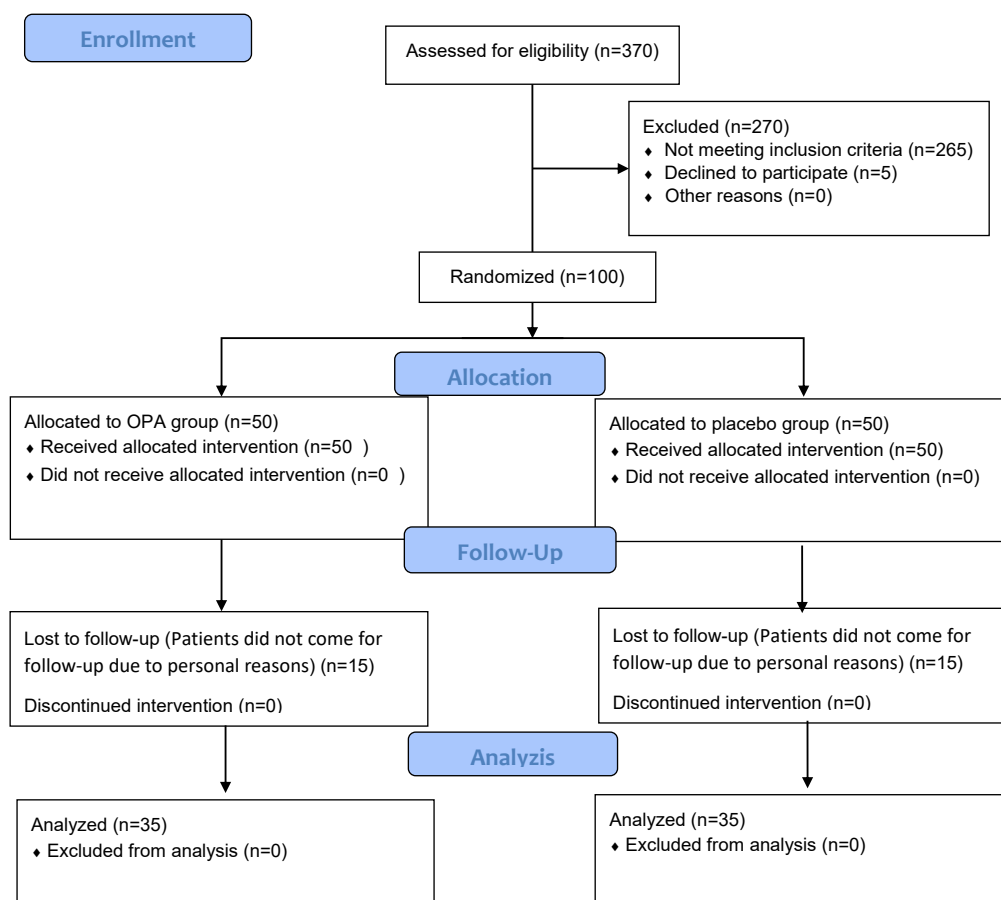 Enrollment
Assessed for eligibility (n=370)
Excluded (n=270)
♦ Not meeting inclusion criteria (n=265)
♦ Declined to participate (n=5)
♦ Other reasons (n=0)
Randomized (n=100)
Allocation
Allocated to OPA group (n=50)
♦ Received allocated intervention (n=50 )
♦ Did not receive allocated intervention (n=0 )
Allocated to placebo group (n=50)
♦ Received allocated intervention (n=50)
♦ Did not receive allocated intervention (n=0)
Follow-Up
Lost to follow-up (Patients did not come for
follow-up due to personal reasons) (n=15)
Discontinued intervention (n=0)
Lost to follow-up (Patients did not come for
follow-up due to personal reasons) (n=15)
Discontinued intervention (n=0)
Analyzis
Analyzed (n=35)
♦ Excluded from analysis (n=0)
Analyzed (n=35)
♦ Excluded from analysis (n=0)